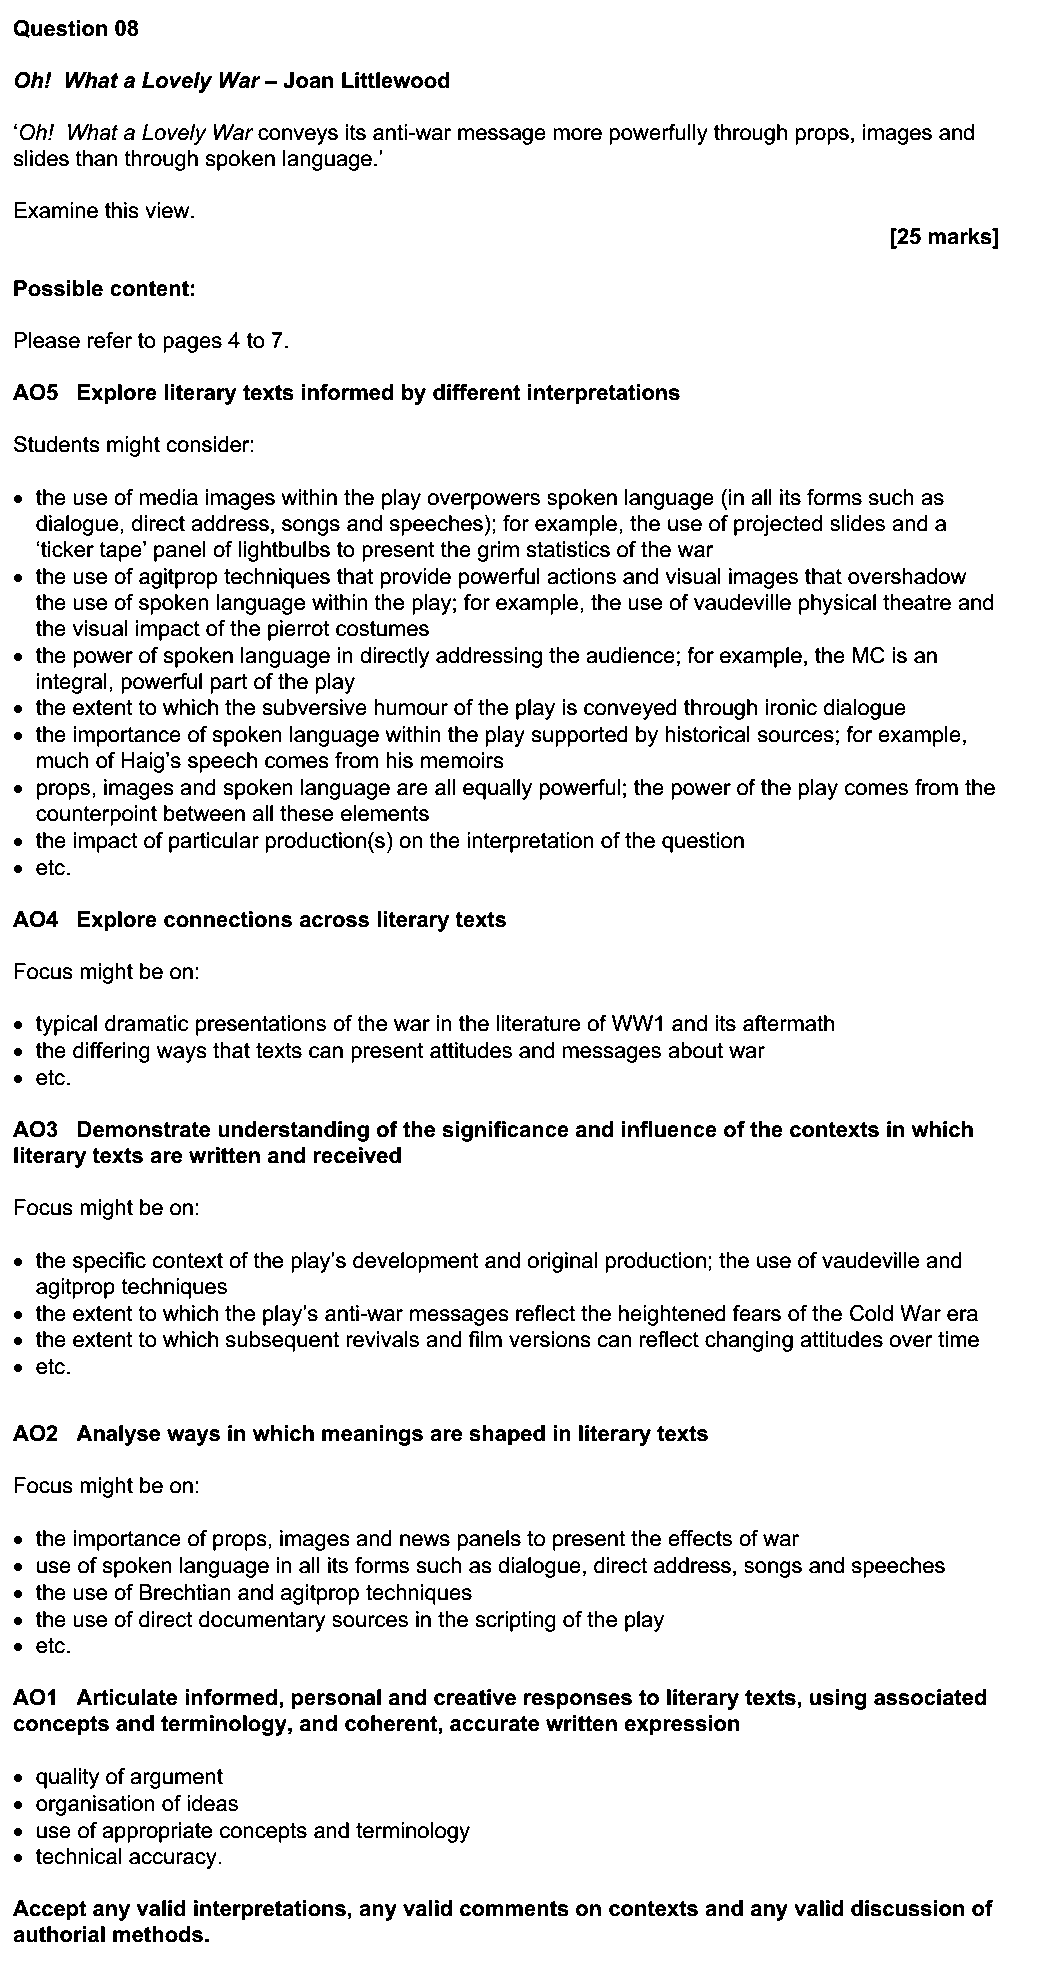 Question 08
Oh!  What a Lovely War – Joan Littlewood
‘Oh!  What a Lovely War conveys its anti-war message more powerfully through props, images and
slides than through spoken language.’
Examine this view.
[25 marks]
Possible content:
Please refer to pages 4 to 7.
AO5   Explore literary texts informed by different interpretations
Students might consider:
• the use of media images within the play overpowers spoken language (in all its forms such as
dialogue, direct address, songs and speeches); for example, the use of projected slides and a
‘ticker tape’ panel of lightbulbs to present the grim statistics of the war
• the use of agitprop techniques that provide powerful actions and visual images that overshadow
the use of spoken language within the play; for example, the use of vaudeville physical theatre and
the visual impact of the pierrot costumes
• the power of spoken language in directly addressing the audience; for example, the MC is an
integral, powerful part of the play
• the extent to which the subversive humour of the play is conveyed through ironic dialogue
• the importance of spoken language within the play supported by historical sources; for example,
much of Haig’s speech comes from his memoirs
• props, images and spoken language are all equally powerful; the power of the play comes from the
counterpoint between all these elements
• the impact of particular production(s) on the interpretation of the question
• etc.
AO4   Explore connections across literary texts
Focus might be on:
• typical dramatic presentations of the war in the literature of WW1 and its aftermath
• the differing ways that texts can present attitudes and messages about war
• etc.
AO3   Demonstrate understanding of the significance and influence of the contexts in which
literary texts are written and received
Focus might be on:
• the specific context of the play’s development and original production; the use of vaudeville and
agitprop techniques
• the extent to which the play’s anti-war messages reflect the heightened fears of the Cold War era
• the extent to which subsequent revivals and film versions can reflect changing attitudes over time
• etc.
AO2   Analyse ways in which meanings are shaped in literary texts
Focus might be on:
• the importance of props, images and news panels to present the effects of war
• use of spoken language in all its forms such as dialogue, direct address, songs and speeches
• the use of Brechtian and agitprop techniques
• the use of direct documentary sources in the scripting of the play
• etc.
AO1   Articulate informed, personal and creative responses to literary texts, using associated
concepts and terminology, and coherent, accurate written expression
• quality of argument
• organisation of ideas
• use of appropriate concepts and terminology
• technical accuracy.
Accept any valid interpretations, any valid comments on contexts and any valid discussion of
authorial methods.